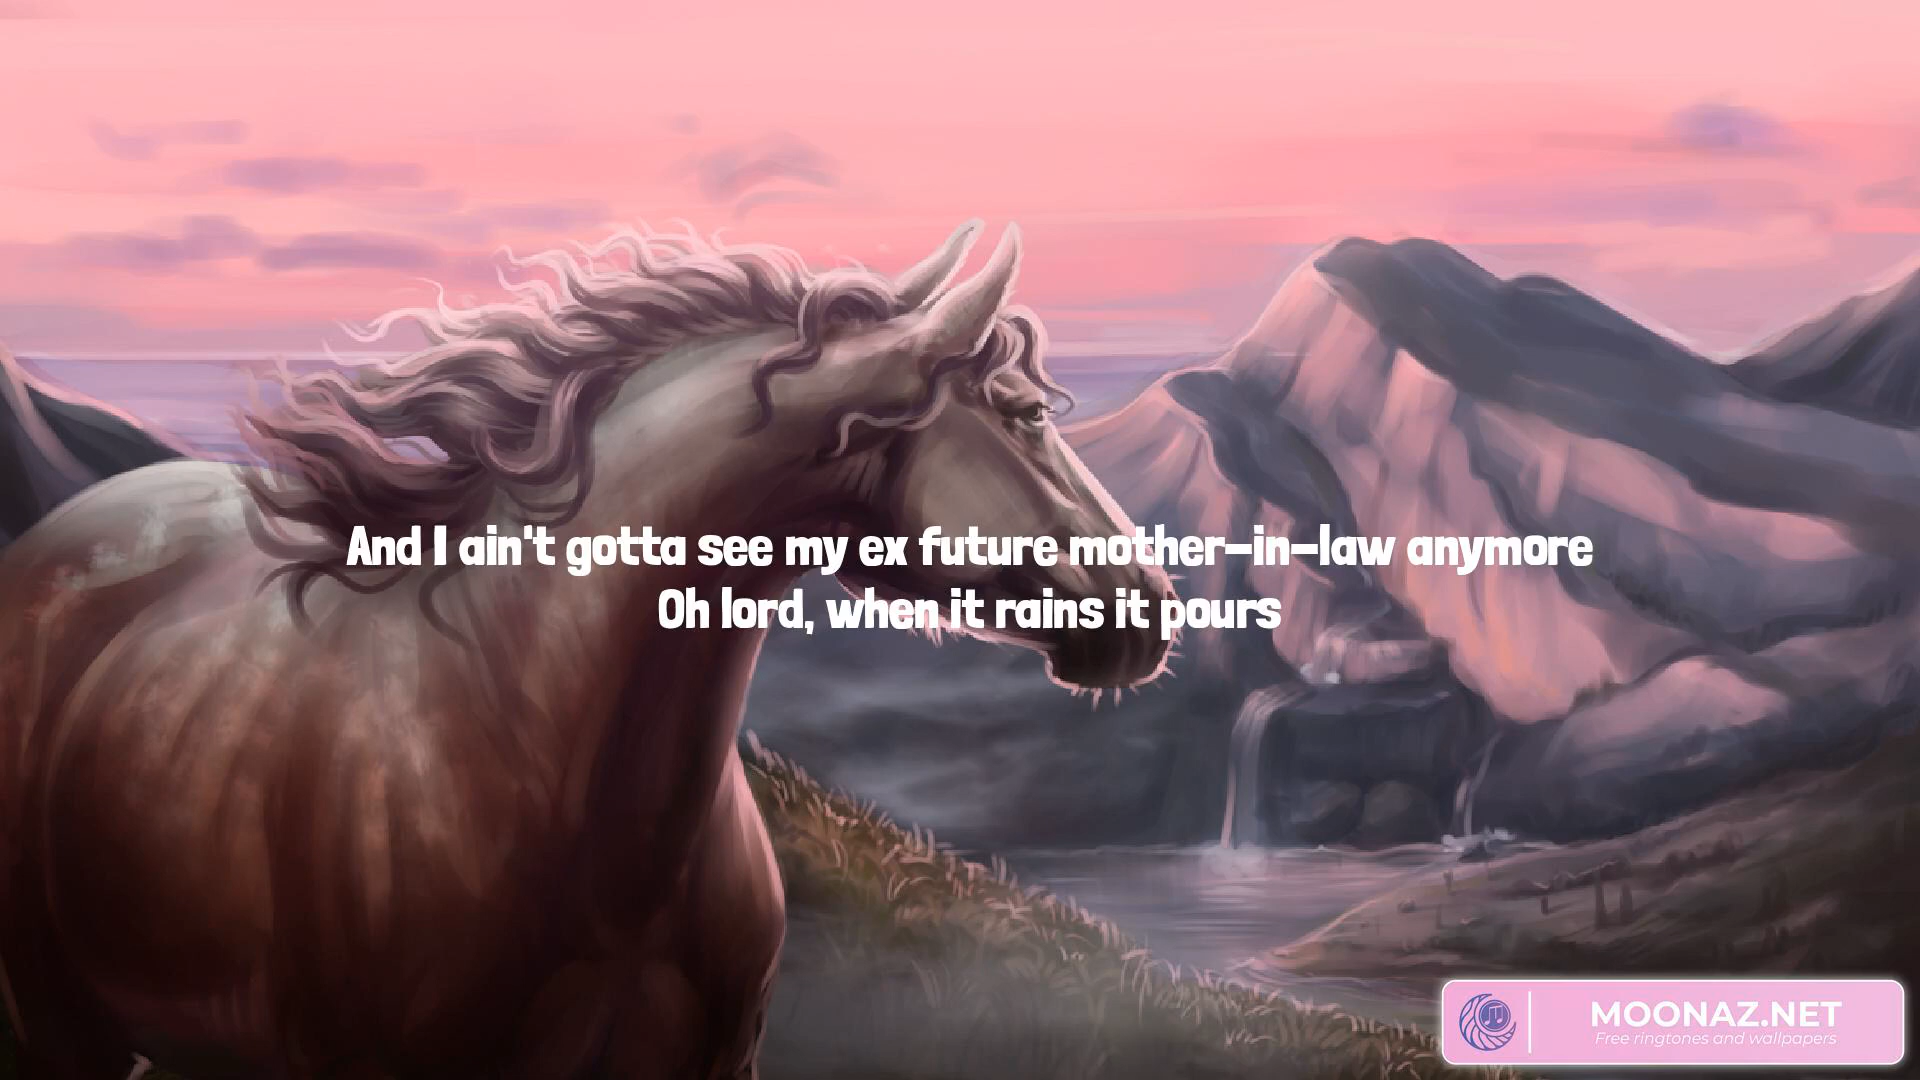 And I ain't gotta see my ex future mother-in-law anymore
Oh lord, when it rains it pours
MOONAZ.NET
Free ringtones and wallpapers